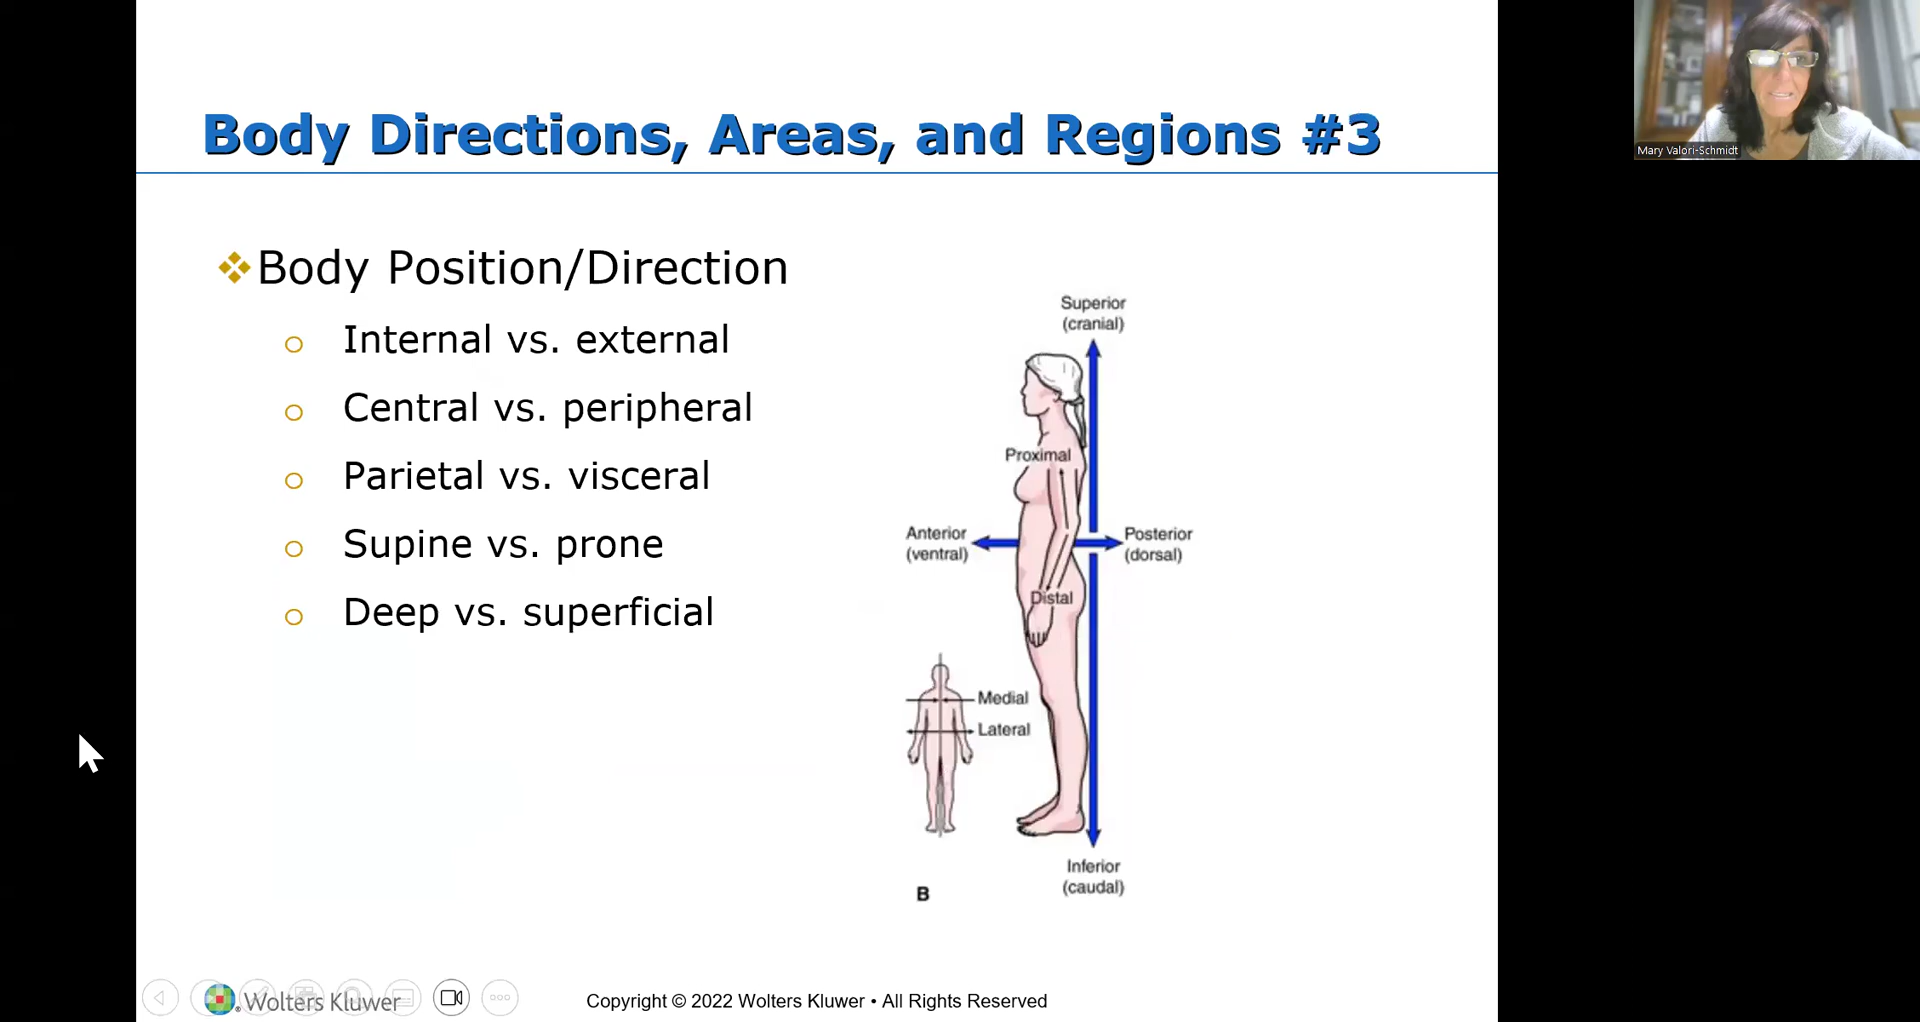 Body Directions, Areas, and Regions #3
Mary Valori-Schmidt
Body Position/Direction
Internal vs. external
Central vs. peripheral
Parietal vs. visceral
Supine vs. prone
Deep vs. superficial
Superior
(cranial)
Proximal
Anterior
(ventral)
Posterior
(dorsal)
Distal
Medial
Lateral
Inferior
(caudal)
B
Wolters Kluwer
Copyright © 2022 Wolters Kluwer • All Rights Reserved